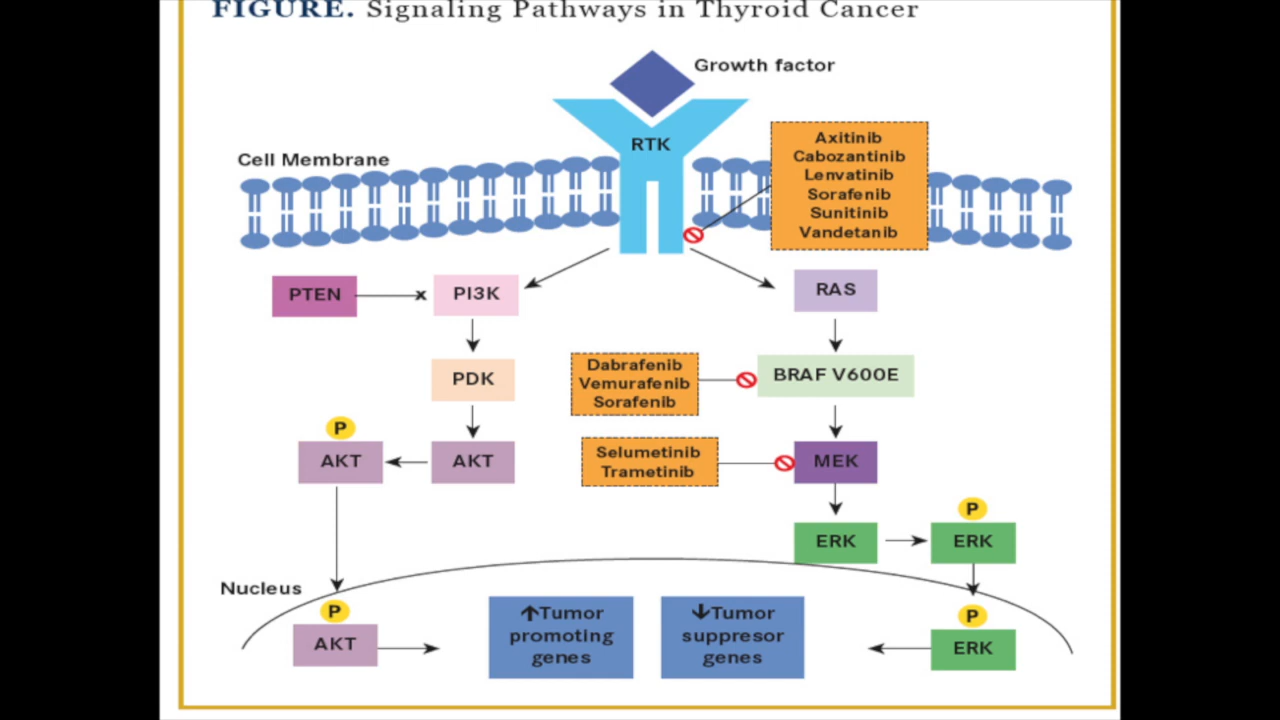 FIGURE. Signaling Pathways in Thyroid Cancer
Growth factor
RTK
Cell Membrane
Axitinib
Cabozantinib
Lenvatinib
Sorafenib
Sunitinib
Vandetanib
PTEN
x
PI3K
RAS
PDK
Dabrafenib
Vemurafenib
Sorafenib
BRAF V600E
P
AKT
AKT
Selumetinib
Trametinib
MEK
P
ERK
ERK
Nucleus
P
AKT
↑Tumor
promoting
genes
↓Tumor
suppresor
genes
P
ERK